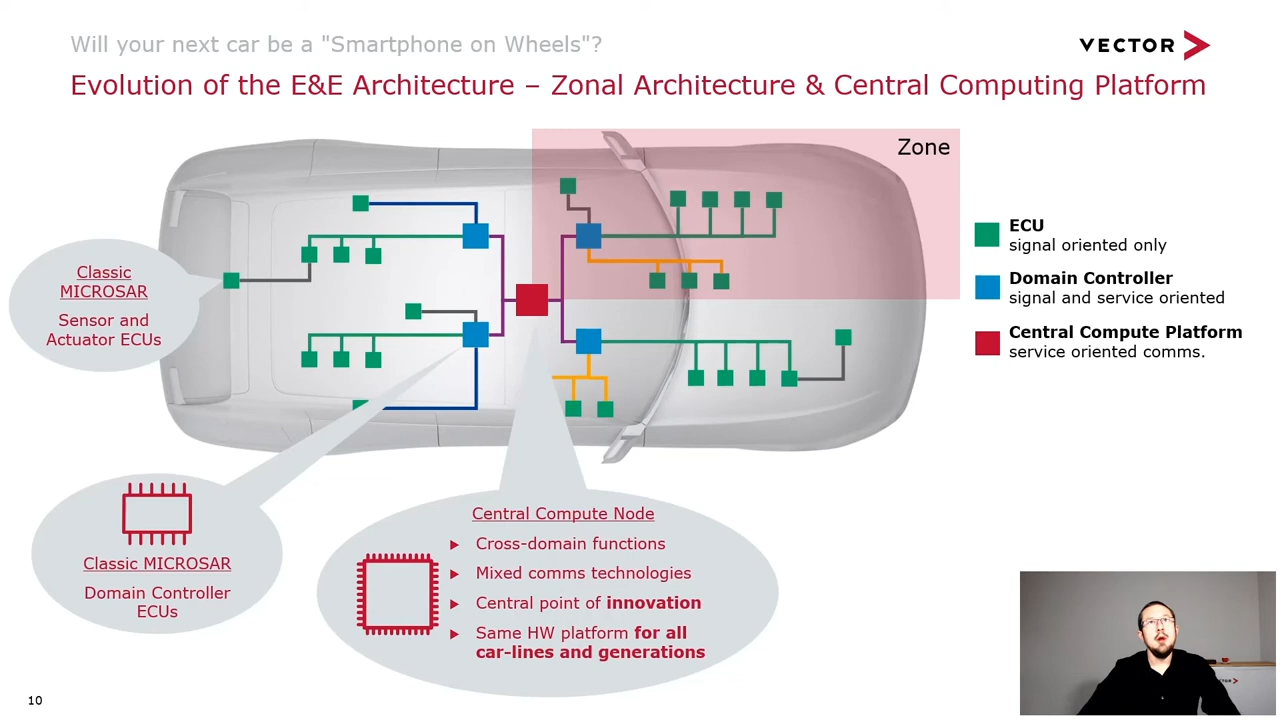 Will your next car be a "Smartphone on Wheels"?
VECTOR
Evolution of the E&E Architecture – Zonal Architecture & Central Computing Platform
Zone
ECU
signal oriented only
Domain Controller
signal and service oriented
Central Compute Platform
service oriented comms.
Classic
MICROSAR
Sensor and
Actuator ECUs
Classic MICROSAR
Domain Controller
ECUs
Central Compute Node
Cross-domain functions
Mixed comms technologies
Central point of innovation
Same HW platform for all
car-lines and generations
10